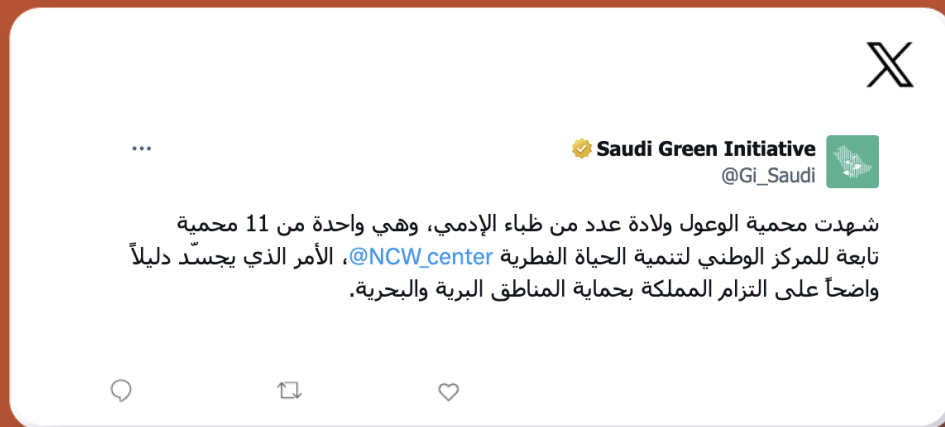 X
Saudi Green Initiative
@Gi_Saudi
شهدت محمية الوعول ولادة عدد من ظباء الإدمي، وهي واحدة من 11 محمية
تابعة للمركز الوطني لتنمية الحياة الفطرية @NCW_center، الأمر الذي يجسّد دليلاً
واضحاً على التزام المملكة بحماية المناطق البرية والبحرية.